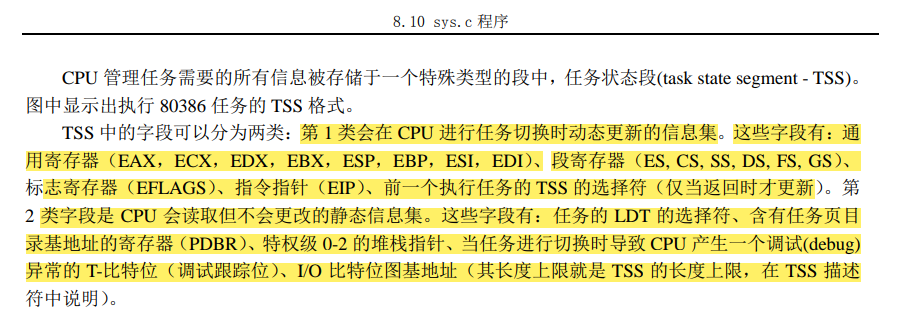 8.10 sys.c 程序
CPU 管理任务需要的所有信息被存储于一个特殊类型的段中，任务状态段(task state segment - TSS)。
图中显示出执行 80386 任务的 TSS 格式。
TSS 中的字段可以分为两类：第 1 类会在 CPU 进行任务切换时动态更新的信息集。这些字段有：通
用寄存器（EAX，ECX，EDX，EBX，ESP，EBP，ESI，EDI）、段寄存器（ES, CS, SS, DS, FS, GS）、
标志寄存器（EFLAGS）、指令指针（EIP）、前一个执行任务的 TSS 的选择符（仅当返回时才更新）。第
2 类字段是 CPU 会读取但不会更改的静态信息集。这些字段有：任务的 LDT 的选择符、含有任务页目
录基地址的寄存器（PDBR）、特权级 0-2 的堆栈指针、当任务进行切换时导致 CPU 产生一个调试(debug)
异常的 T-比特位（调试跟踪位）、I/O 比特位图基地址（其长度上限就是 TSS 的长度上限，在 TSS 描述
符中说明）。